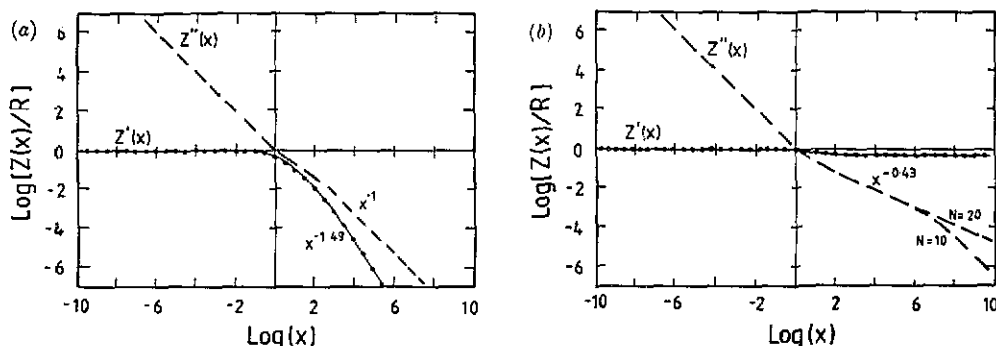 (a)
6
4
2
0
-2
-4
-6
Log[Z(x)/R]
Z''(x)
Z'(x)
x^-1
x^-1 49
-10
-6
-2
2
6
10
Log(x)
(b)
6
4
2
0
-2
-4
-6
Log[Z(x)/R]
Z''(x)
Z'(x)
x^-0.43
N=20
N=10
-10
-6
-2
2
6
10
Log(x)